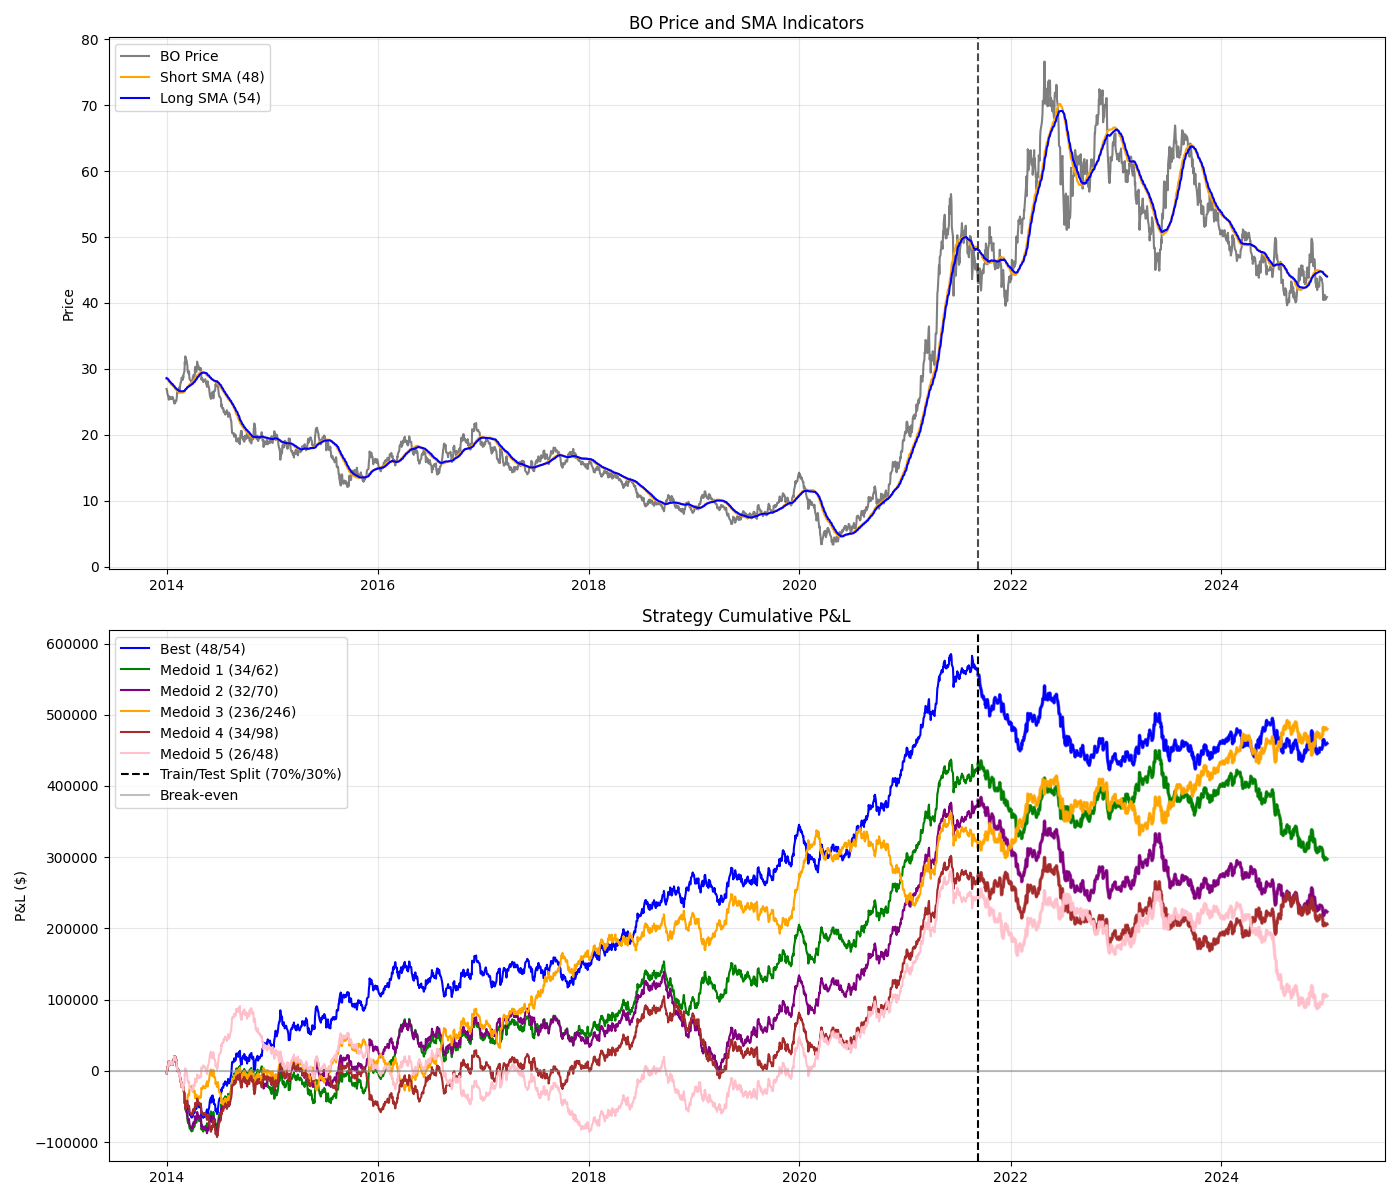 BO Price and SMA Indicators
BO Price
Short SMA (48)
Long SMA (54)
80
70
60
50
40
30
20
10
0
Price
2014
2016
2018
2020
2022
2024
Strategy Cumulative P&L
Best (48/54)
Medoid 1 (34/62)
Medoid 2 (32/70)
Medoid 3 (236/246)
Medoid 4 (34/98)
Medoid 5 (26/48)
Train/Test Split (70%/30%)
Break-even
600000
500000
400000
300000
200000
100000
0
−100000
P&L ($)
2014
2016
2018
2020
2022
2024